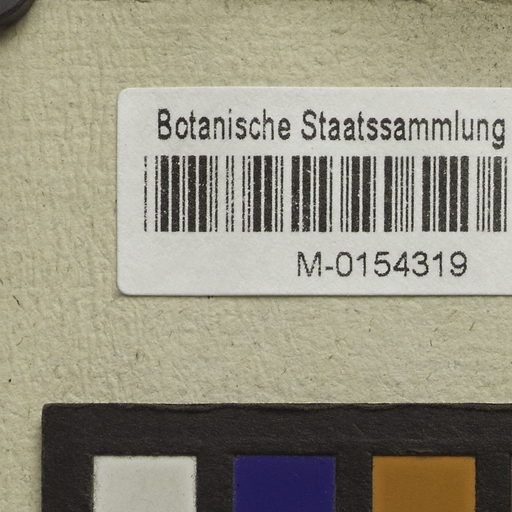 Botanische Staatssammlung
M-0154319